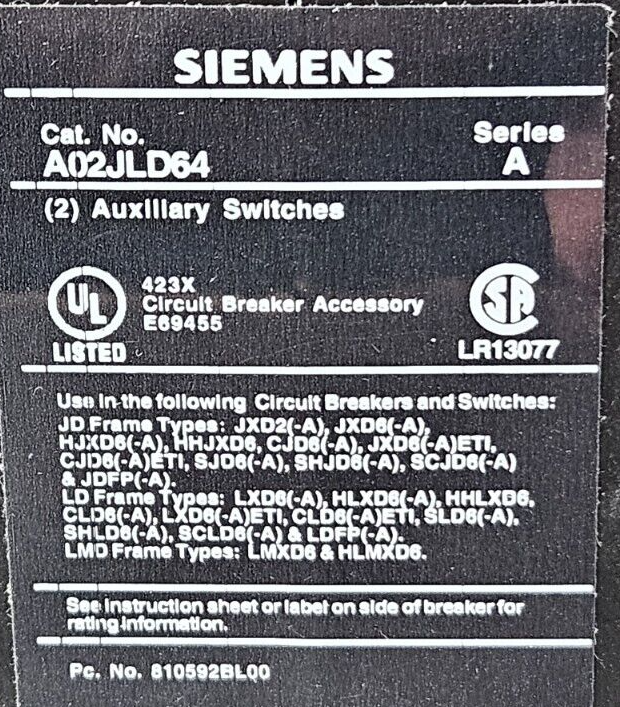 SIEMENS
Cat. No.
A02JLD64
Series
A
(2) Auxiliary Switches
UL
LISTED
423X
Circuit Breaker Accessory
E69455
SA
LR13077
Use in the following Circuit Breakers and Switches:
JD Frame Types: JXD2(-A), JXD6(-A),
HJXD6(-A), HHJXD6, CJD6(-A), JXD6(-A)ETI,
CJD6(-A)ETI, SJD6(-A), SHJD6(-A), SCJD6(-A)
& JDFP(-A).
LD Frame Types: LXD6(-A), HLXD6(-A), HHLXD6,
CLD6(-A), LXD6(-A)ETI, CLD6(-A)ETI, SLD6(-A),
SHLD6(-A), SCLD6(-A) & LDFP(-A).
LMD Frame Types: LMXD6 & HLMXD6.
See instruction sheet or label on side of breaker for
rating information.
Pc. No. 810592BL00